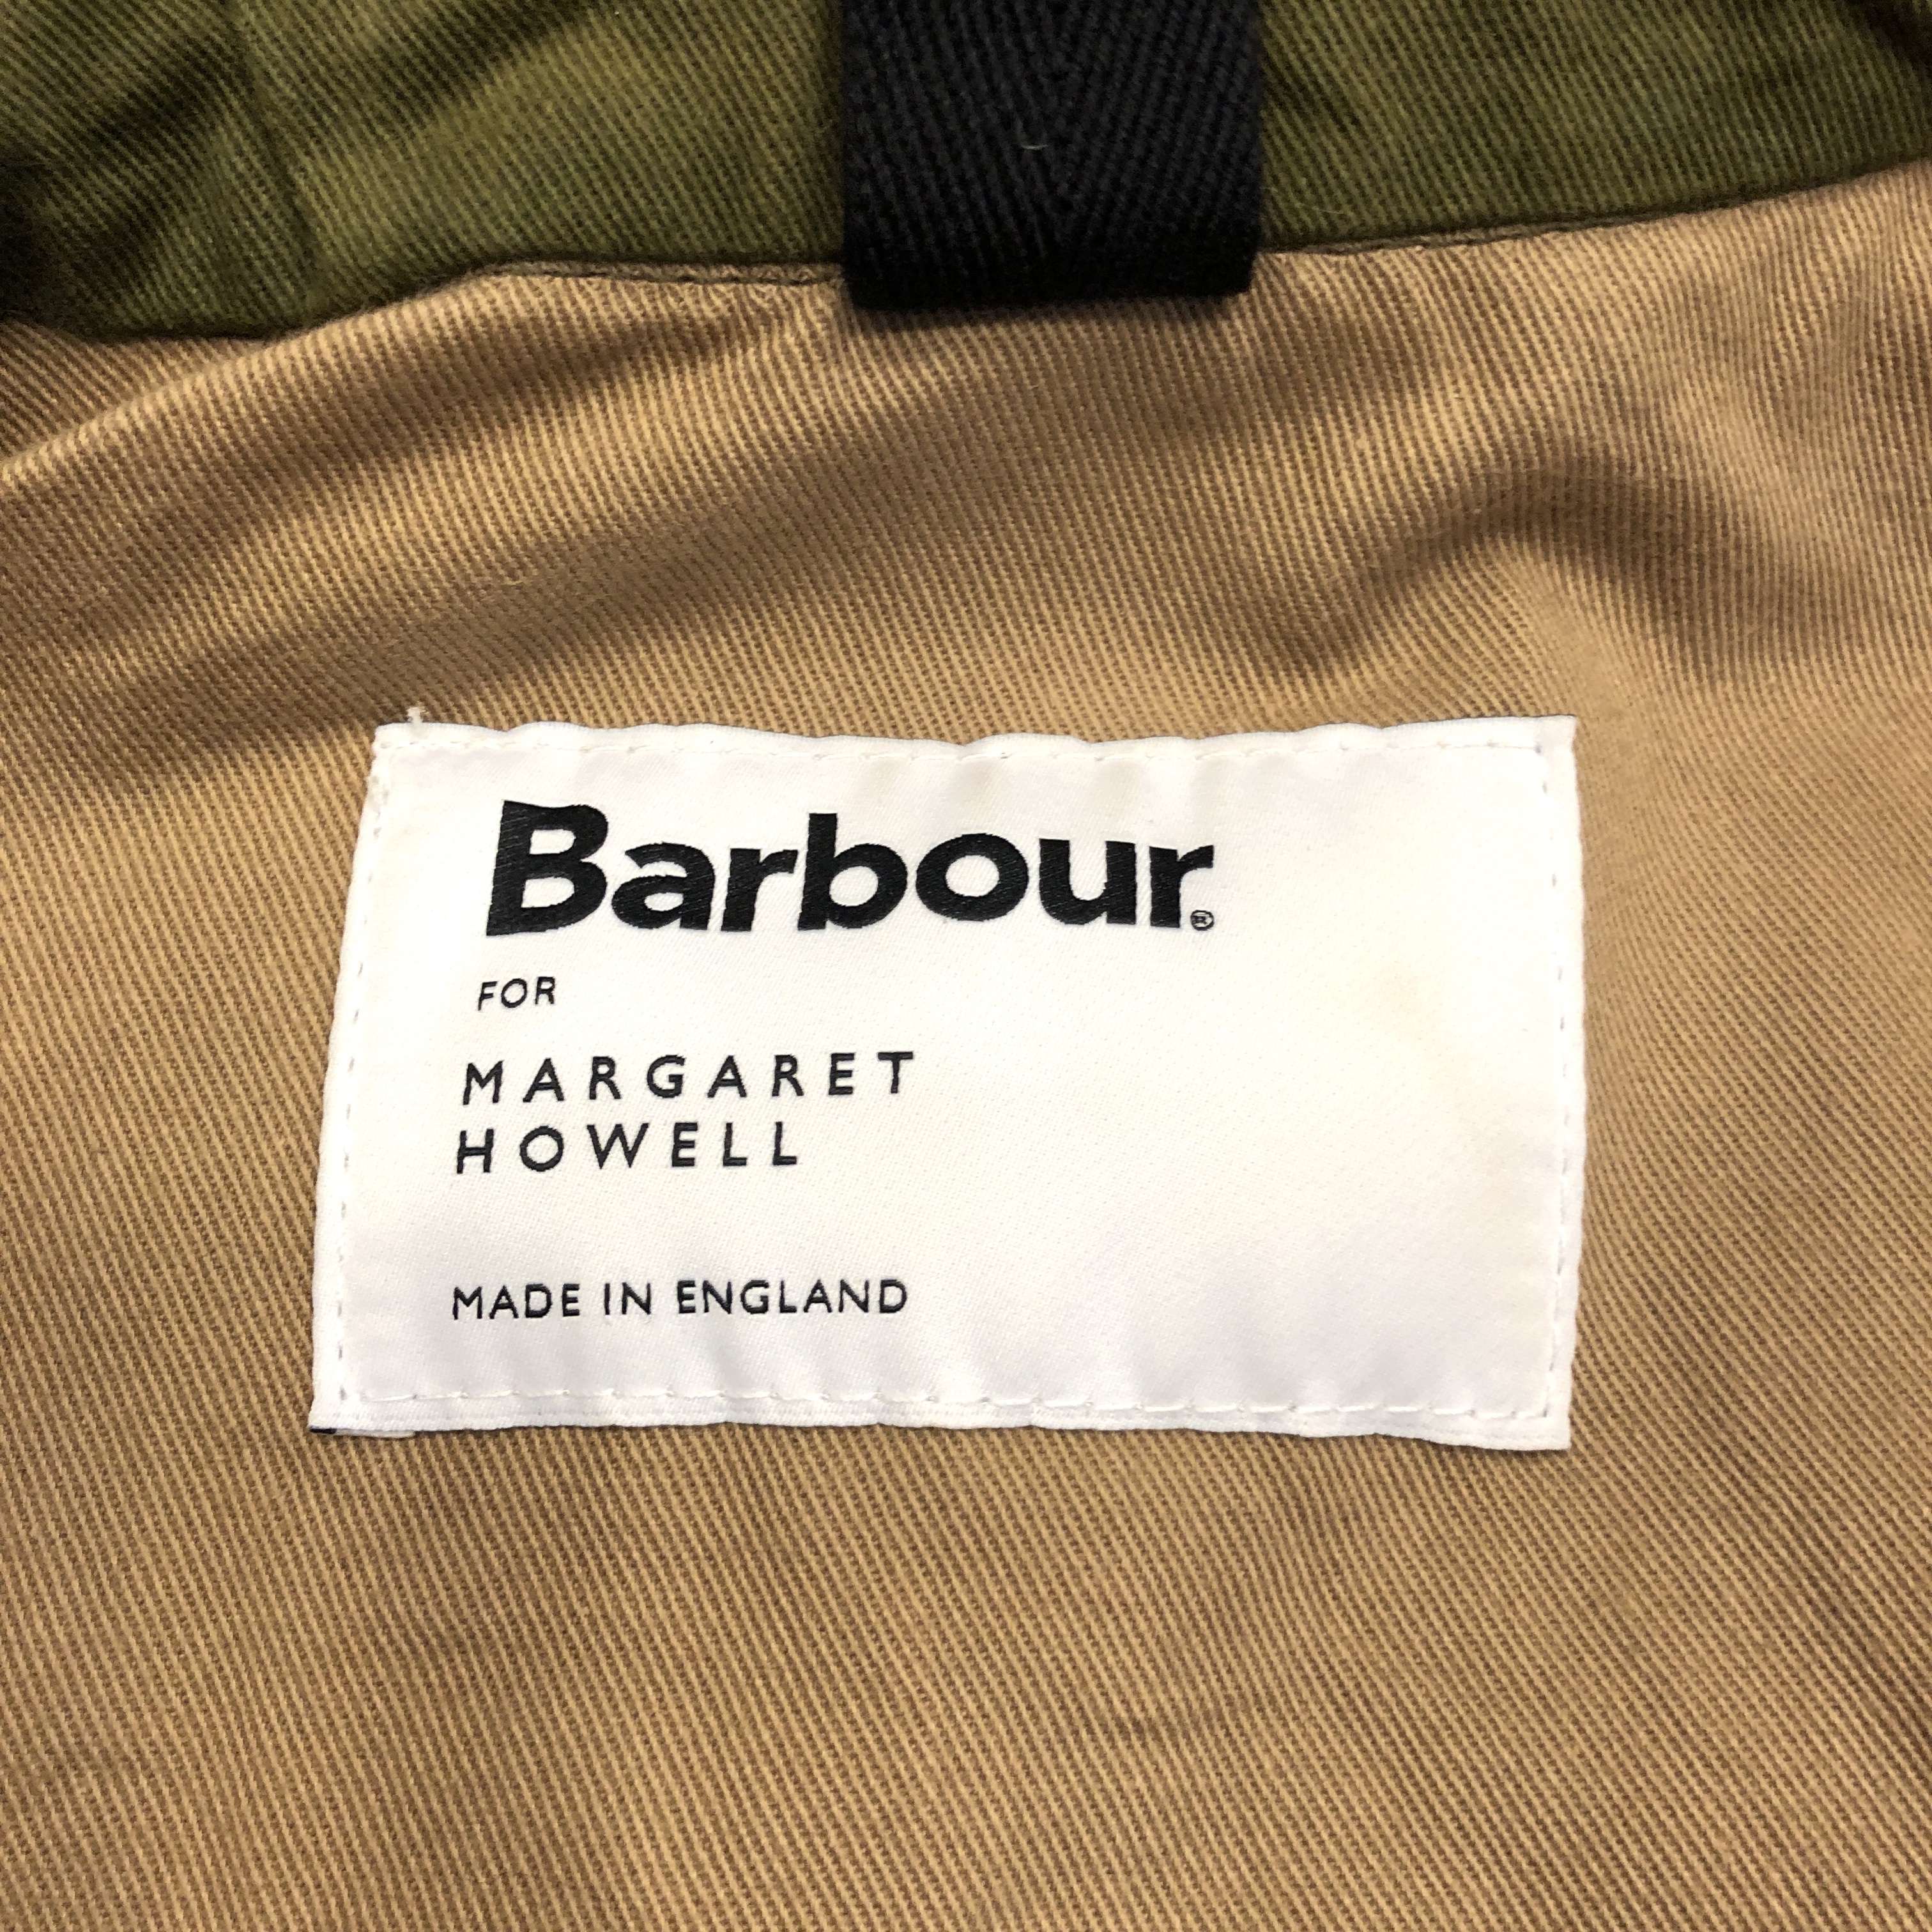 Barbour®
FOR
MARGARET
HOWELL
MADE IN ENGLAND